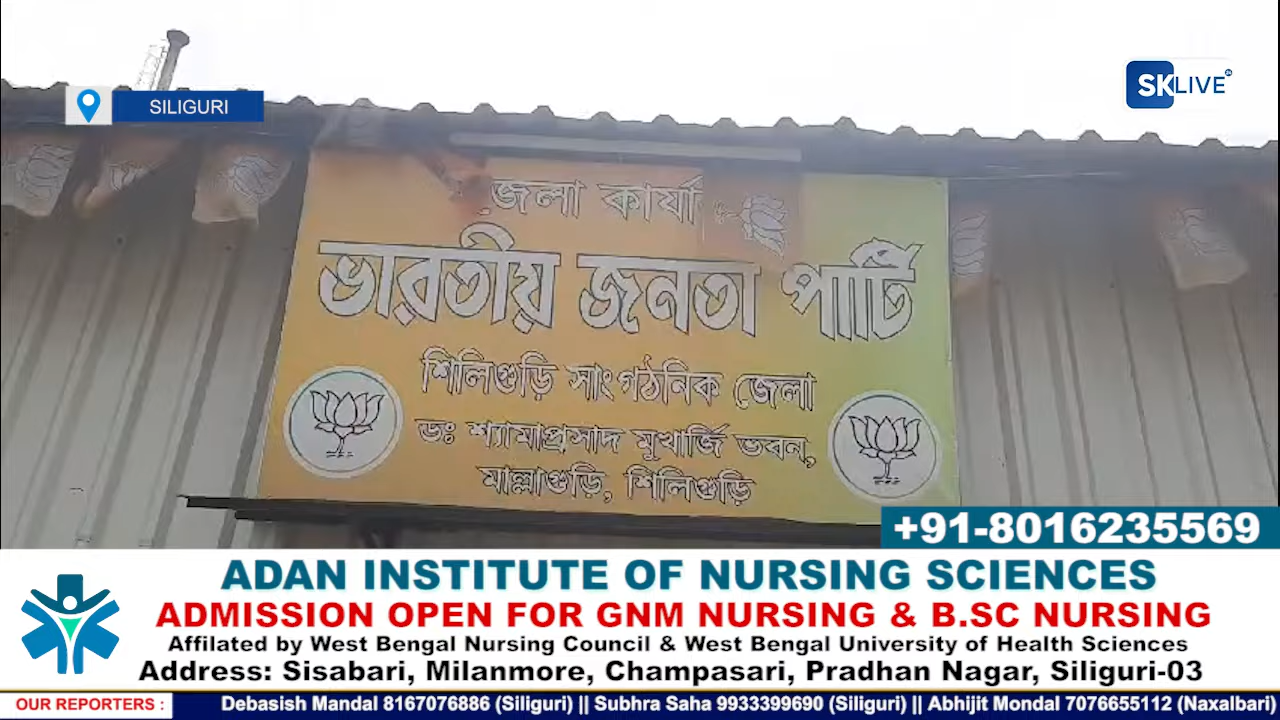 SILIGURI
SK LIVE
জেলা কার্যা
ভারতীয় জনতা পার্টি
শিলিগুড়ি সাংগঠনিক জেলা
ডঃ শ্যামাপ্রসাদ মুখার্জি ভবন,
মাল্লাগুড়ি, শিলিগুড়ি
+91-8016235569
ADAN INSTITUTE OF NURSING SCIENCES
ADMISSION OPEN FOR GNM NURSING & B.SC NURSING
Affilated by West Bengal Nursing Council & West Bengal University of Health Sciences
Address: Sisabari, Milanmore, Champasari, Pradhan Nagar, Siliguri-03
OUR REPORTERS : Debasish Mandal 8167076886 (Siliguri) || Subhra Saha 9933399690 (Siliguri) || Abhijit Mondal 7076655112 (Naxalbari)